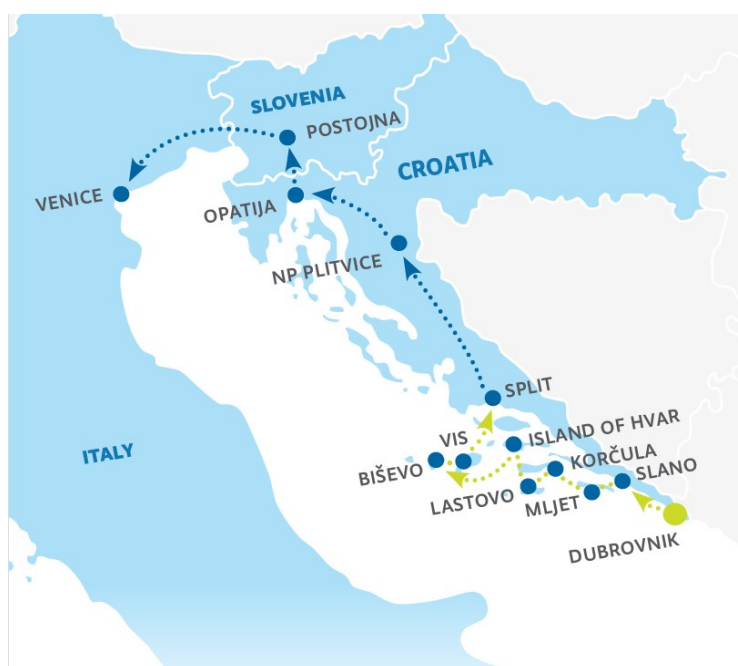 SLOVENIA
POSTOJNA
CROATIA
VENICE
OPATIJA
NP PLITVICE
SPLIT
ISLAND OF HVAR
VIS
ITALY
KORČULA
BIŠEVO
SLANO
LASTOVO
MLJET
DUBROVNIK